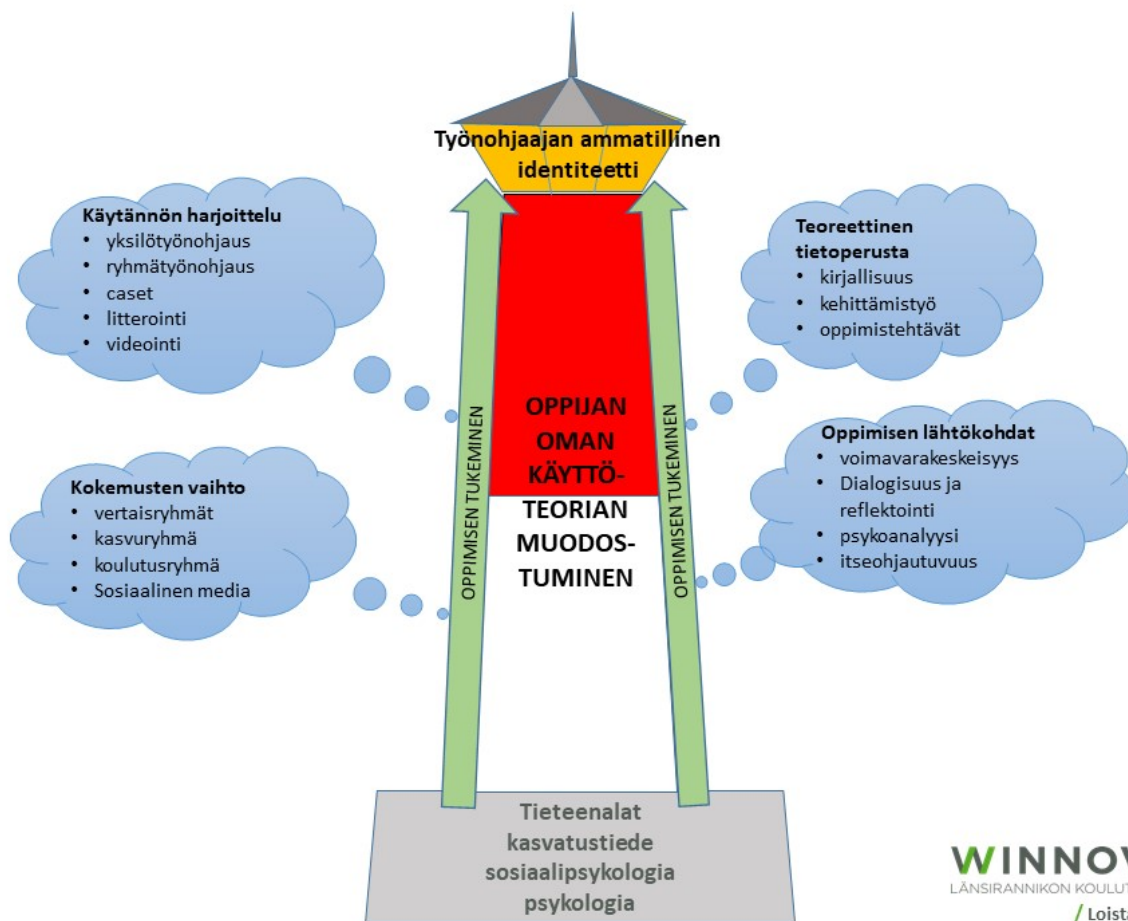 Työnohjaajan ammatillinen
identiteetti
Käytännön harjoittelu
• yksilötyönohjaus
• ryhmätyönohjaus
• caset
• litterointi
• videointi
Teoreettinen
tietoperusta
• kirjallisuus
• kehittämistyö
• oppimistehtävät
Kokemusten vaihto
• vertaisryhmät
• kasvuryhmä
• koulutusryhmä
• Sosiaalinen media
Oppimisen lähtökohdat
• voimavarakeskeisyys
• Dialogisuus ja
reflektointi
• psykoanalyysi
• itseohjautuvuus
OPPIMISEN TUKEMINEN
OPPIJAN
OMAN
KÄYTTÖ-
TEORIAN
MUODOS-
TUMINEN
OPPIMISEN TUKEMINEN
Tieteenalat
kasvatustiede
sosiaalipsykologia
psykologia
LÄNSIRANNIKON